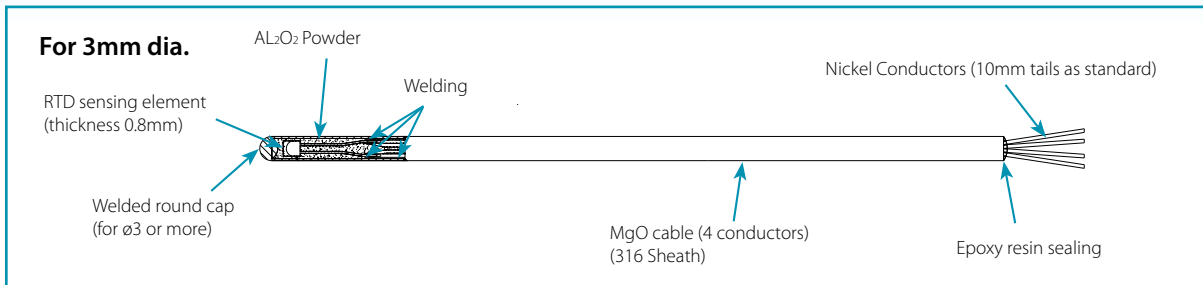 For 3mm dia.
AL2O2 Powder
Welding
Nickel Conductors (10mm tails as standard)
RTD sensing element
(thickness 0.8mm)
Welded round cap
(for ø3 or more)
MgO cable (4 conductors)
(316 Sheath)
Epoxy resin sealing